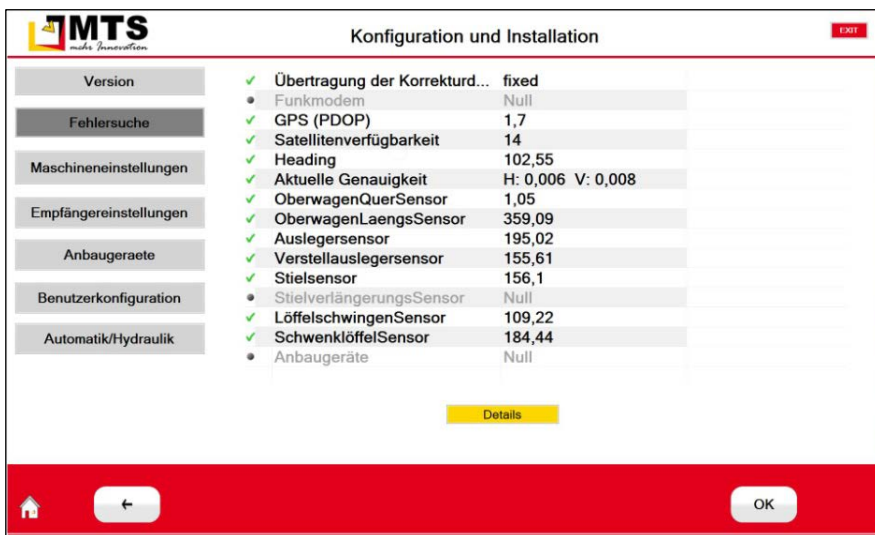 MTS
mehr Innovation
Konfiguration und Installation
EXIT
Version
Fehlersuche
Maschineneinstellungen
Empfängereinstellungen
Anbaugeraete
Benutzerkonfiguration
Automatik/Hydraulik
Übertragung der Korrekturd... fixed
Funkmodem Null
GPS (PDOP) 1,7
Satellitenverfügbarkeit 14
Heading 102,55
Aktuelle Genauigkeit H: 0,006 V: 0,008
OberwagenQuerSensor 1,05
OberwagenLaengsSensor 359,09
Auslegersensor 195,02
Verstellauslegersensor 155,61
Stielsensor 156,1
StielverlängerungsSensor Null
LöffelschwingenSensor 109,22
SchwenklöffelSensor 184,44
Anbaugeräte Null
Details
OK